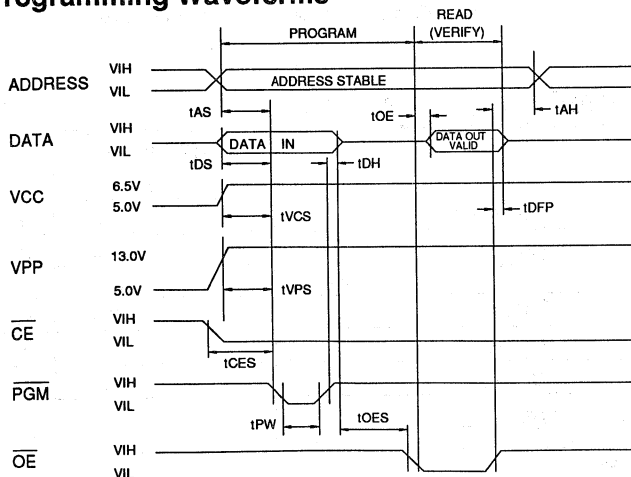 rogramming Waveforms
READ
PROGRAM
(VERIFY)
ADDRESS
VIH
VIL
ADDRESS STABLE
tAS
tOE
tAH
DATA
VIH
VIL
DATA IN
DATA OUT
VALID
tDS
tDH
VCC
6.5V
5.0V
tVCS
tDFP
VPP
13.0V
5.0V
tVPS
CE
VIH
VIL
tCES
PGM
VIH
VIL
tPW
tOES
OE
VIH
VIL